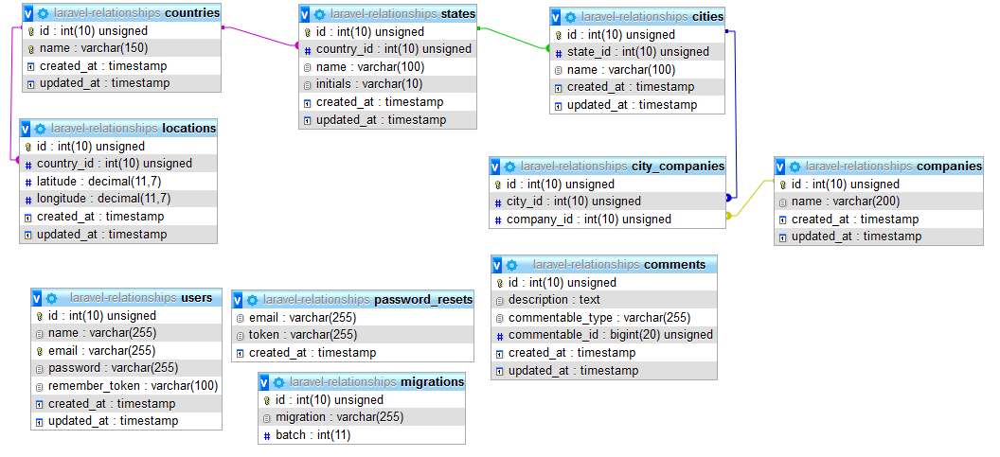 laravel-relationships countries
id : int(10) unsigned
name : varchar(150)
created_at : timestamp
updated_at : timestamp
laravel-relationships states
id : int(10) unsigned
country_id : int(10) unsigned
name : varchar(100)
initials : varchar(10)
created_at : timestamp
updated_at : timestamp
laravel-relationships cities
id : int(10) unsigned
state_id : int(10) unsigned
name : varchar(100)
created_at : timestamp
updated_at : timestamp
laravel-relationships locations
id : int(10) unsigned
country_id : int(10) unsigned
latitude : decimal(11,7)
longitude : decimal(11,7)
created_at : timestamp
updated_at : timestamp
laravel-relationships city_companies
id : int(10) unsigned
city_id : int(10) unsigned
company_id : int(10) unsigned
laravel-relationships companies
id : int(10) unsigned
name : varchar(200)
created_at : timestamp
updated_at : timestamp
laravel-relationships comments
id : int(10) unsigned
description : text
commentable_type : varchar(255)
commentable_id : bigint(20) unsigned
created_at : timestamp
updated_at : timestamp
laravel-relationships users
id : int(10) unsigned
name : varchar(255)
email : varchar(255)
password : varchar(255)
remember_token : varchar(100)
created_at : timestamp
updated_at : timestamp
laravel-relationships password_resets
email : varchar(255)
token : varchar(255)
created_at : timestamp
laravel-relationships migrations
id : int(10) unsigned
migration : varchar(255)
batch : int(11)